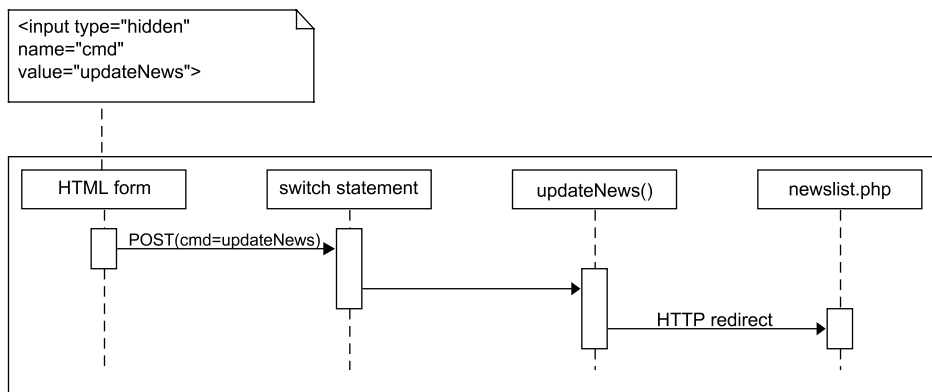 <input type="hidden"
name="cmd"
value="updateNews">
HTML form
switch statement
updateNews()
newslist.php
POST(cmd=updateNews)
HTTP redirect